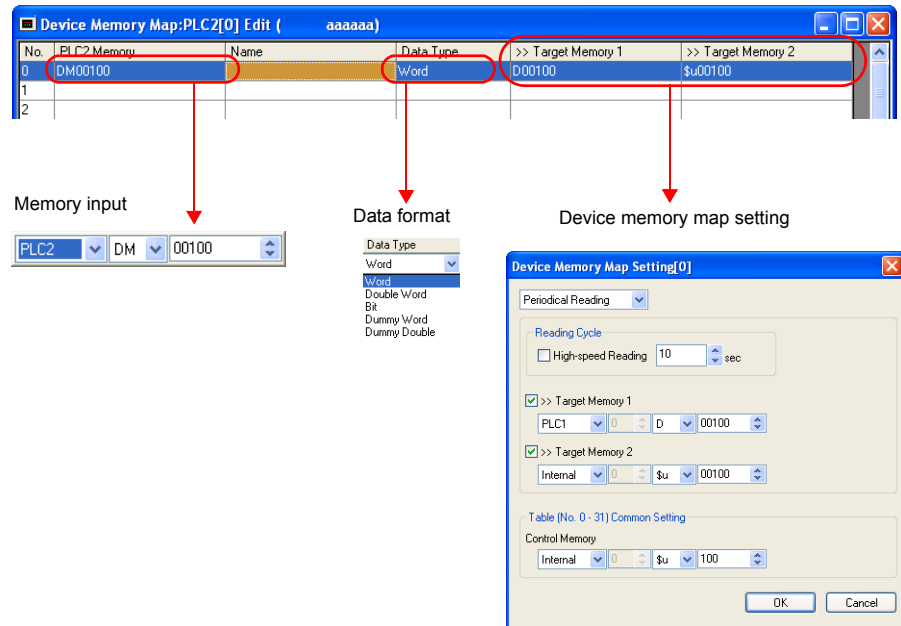 Device Memory Map:PLC2[0] Edit ( aaaaaa)
No. PLC2 Memory Name Data Type >> Target Memory 1 >> Target Memory 2
0 DM00100 Word D00100 $u00100
1
2
Memory input
PLC2 DM 00100
Data format
Data Type
Word
Word
Double Word
Bit
Dummy Word
Dummy Double
Device memory map setting
Device Memory Map Setting[0]
Periodical Reading
Reading Cycle
High-speed Reading 10 sec
>> Target Memory 1
PLC1 0 D 00100
>> Target Memory 2
Internal 0 $u 00100
Table (No. 0 - 31) Common Setting
Control Memory
Internal 0 $u 100
OK Cancel